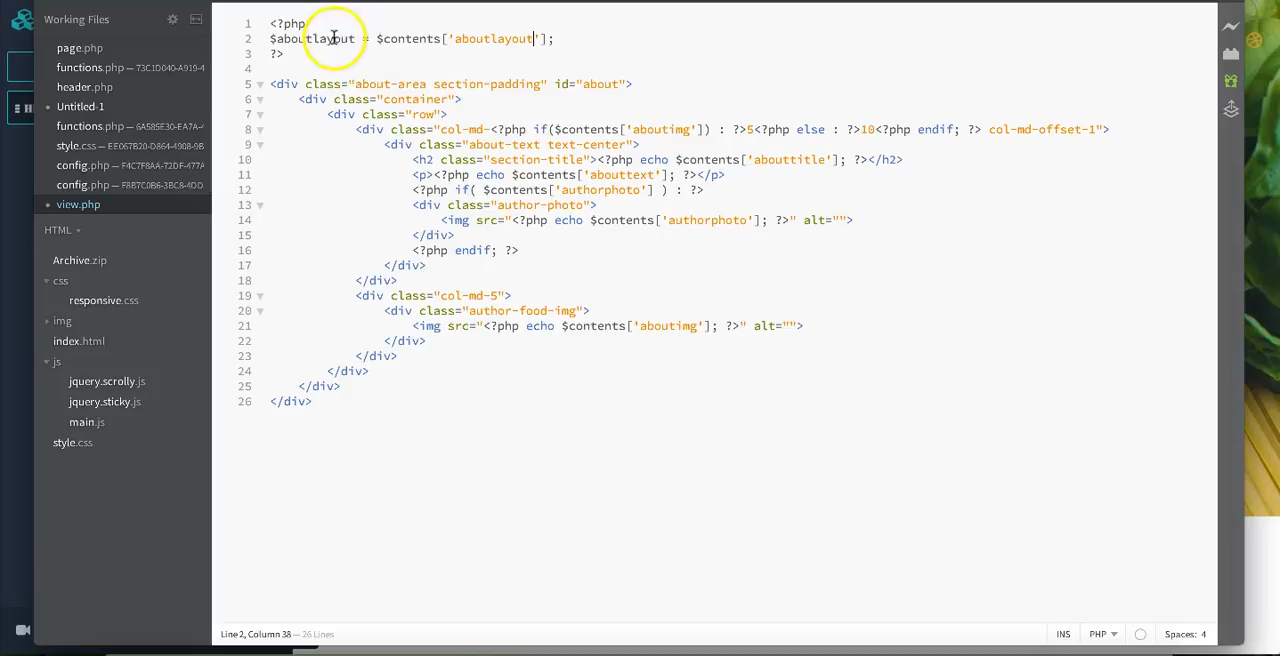 Working Files
page.php
functions.php — 73C1D040-A919-4
header.php
Untitled-1
functions.php — 6A585E30-EA7A-
style.css — EE067B20-D864-4908-9B
config.php — F4C7F8AA-72DF-477A
config.php — F8B7C0B6-3BC8-4DD
view.php
HTML
Archive.zip
css
responsive.css
img
index.html
js
jquery.scrolly.js
jquery.sticky.js
main.js
style.css
1 <?php
2 $aboutlayout = $contents['aboutlayout'];
3 ?>
4
5 <div class="about-area section-padding" id="about">
6 <div class="container">
7 <div class="row">
8 <div class="col-md-<?php if($contents['aboutimg']) : ?>5<?php else : ?>10<?php endif; ?> col-md-offset-1">
9 <div class="about-text text-center">
10 <h2 class="section-title"><?php echo $contents['abouttitle']; ?></h2>
11 <p><?php echo $contents['abouttext']; ?></p>
12 <?php if( $contents['authorphoto'] ) : ?>
13 <div class="author-photo">
14 <img src="<?php echo $contents['authorphoto']; ?>" alt="">
15 </div>
16 <?php endif; ?>
17 </div>
18 </div>
19 <div class="col-md-5">
20 <div class="author-food-img">
21 <img src="<?php echo $contents['aboutimg']; ?>" alt="">
22 </div>
23 </div>
24 </div>
25 </div>
26 </div>
Line 2, Column 38 — 26 Lines
INS PHP Spaces: 4